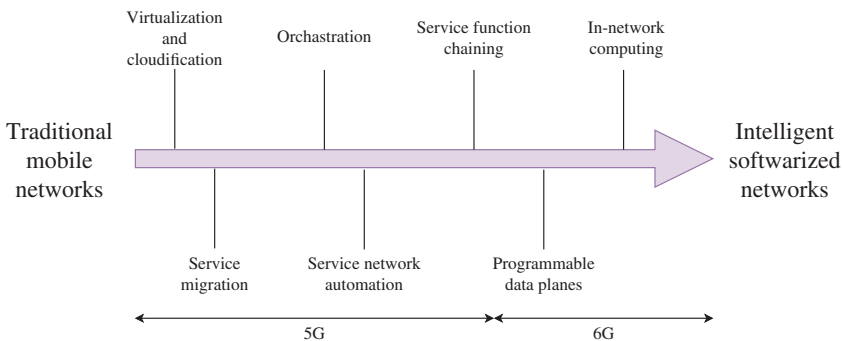 Virtualization
and
cloudification
Orchastration
Service function
chaining
In-network
computing
Traditional
mobile
networks
Intelligent
softwarized
networks
Service
migration
Service network
automation
Programmable
data planes
5G
6G